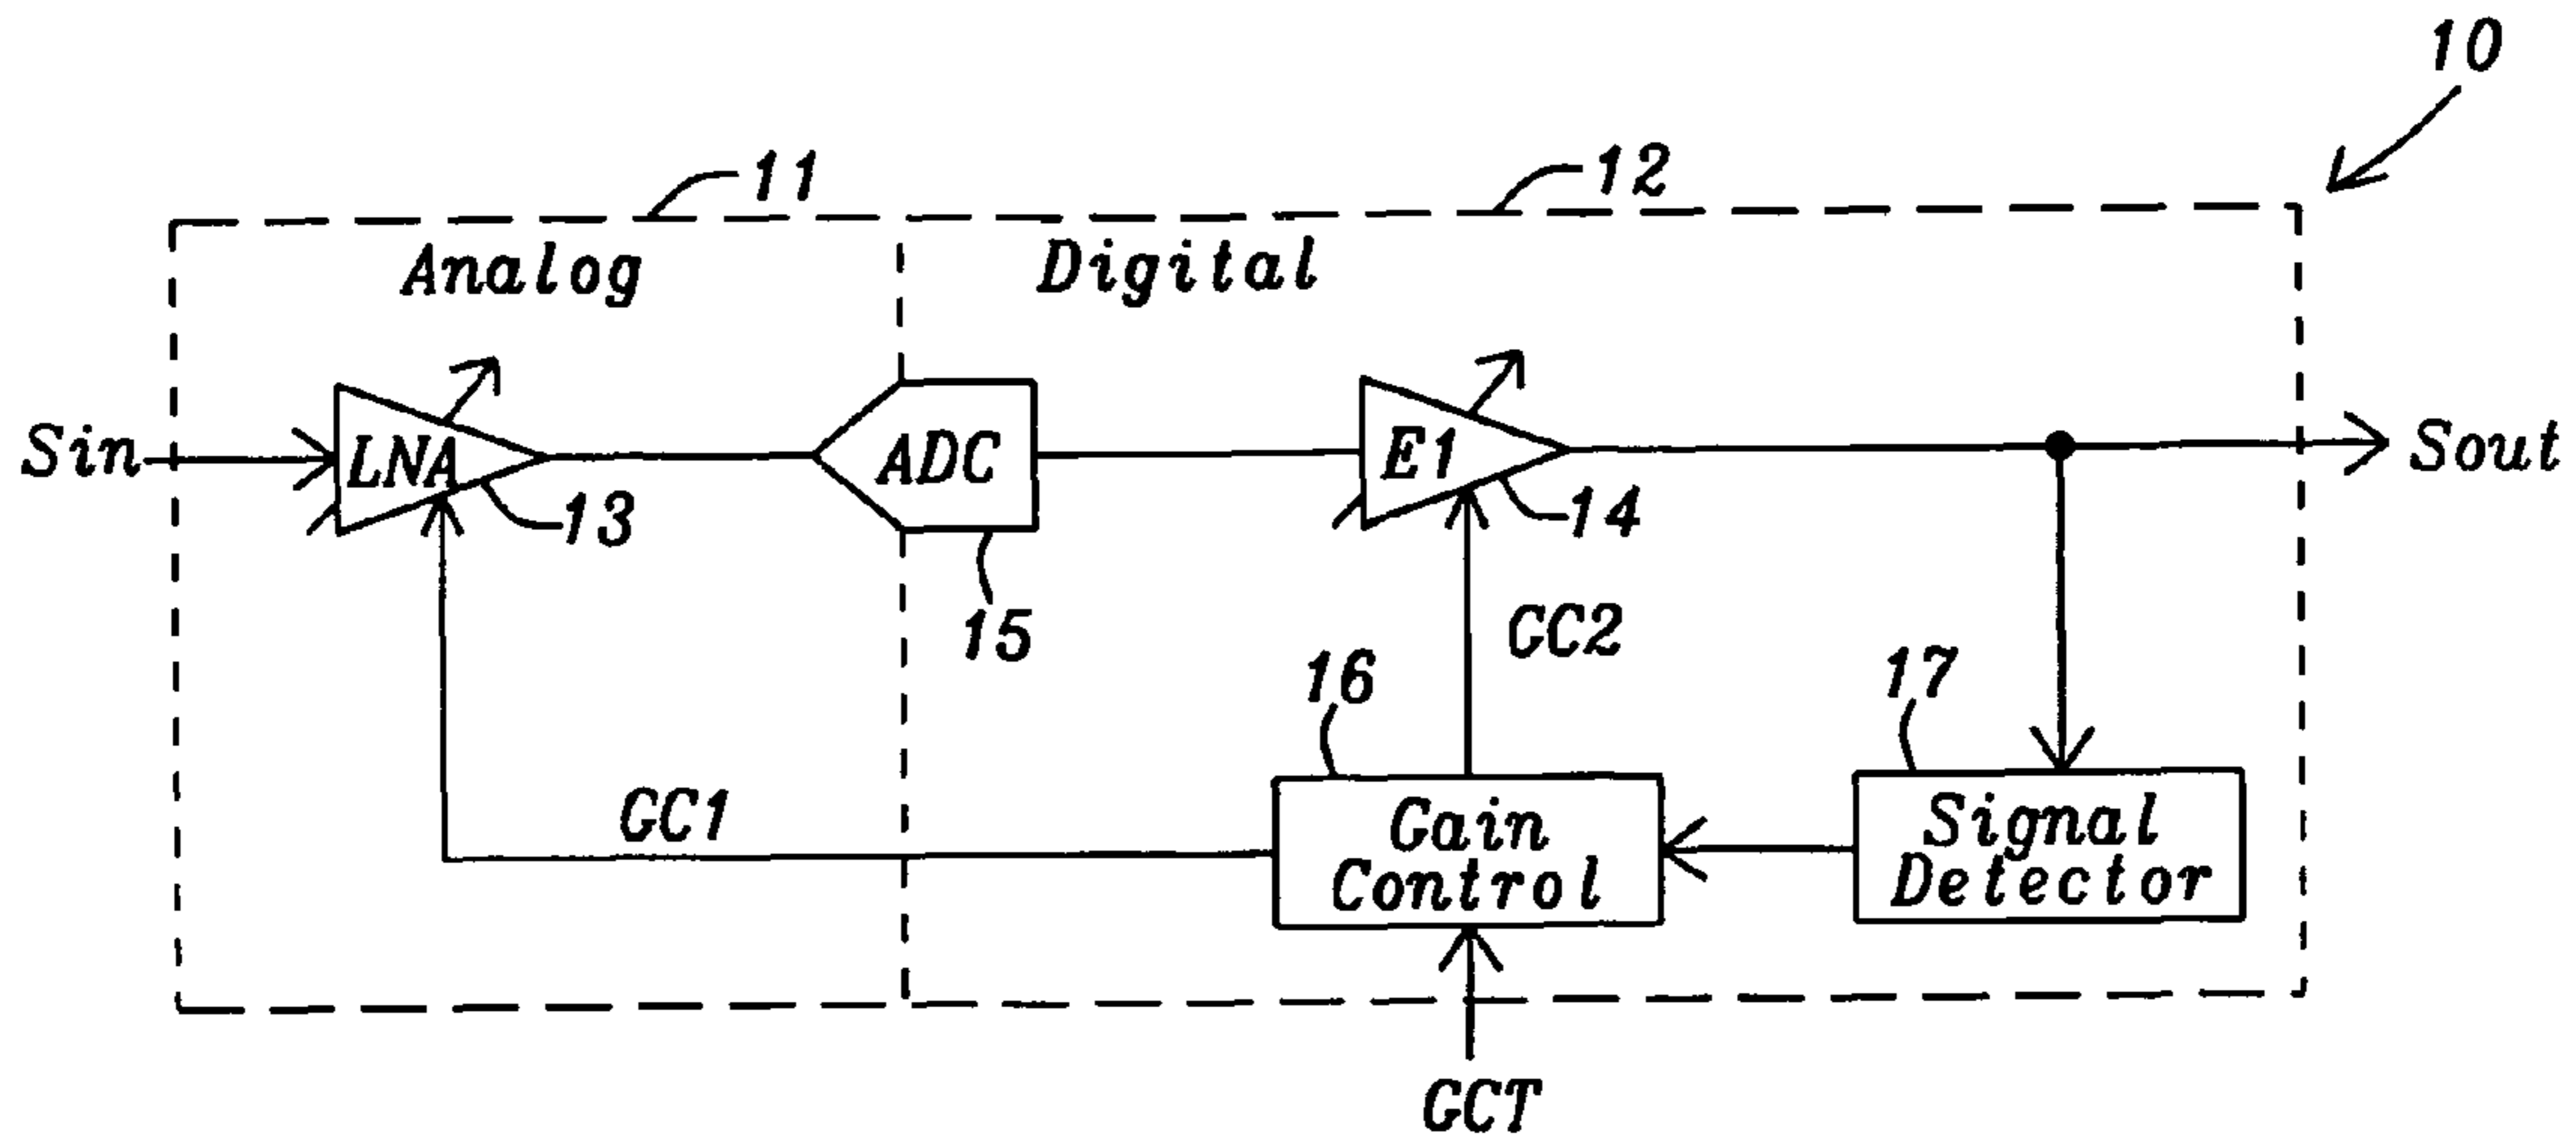 10
11
12
Analog
Digital
Sin
LNA
13
ADC
15
E1
14
Sout
GC2
16
17
GC1
Gain
Control
Signal
Detector
GCT